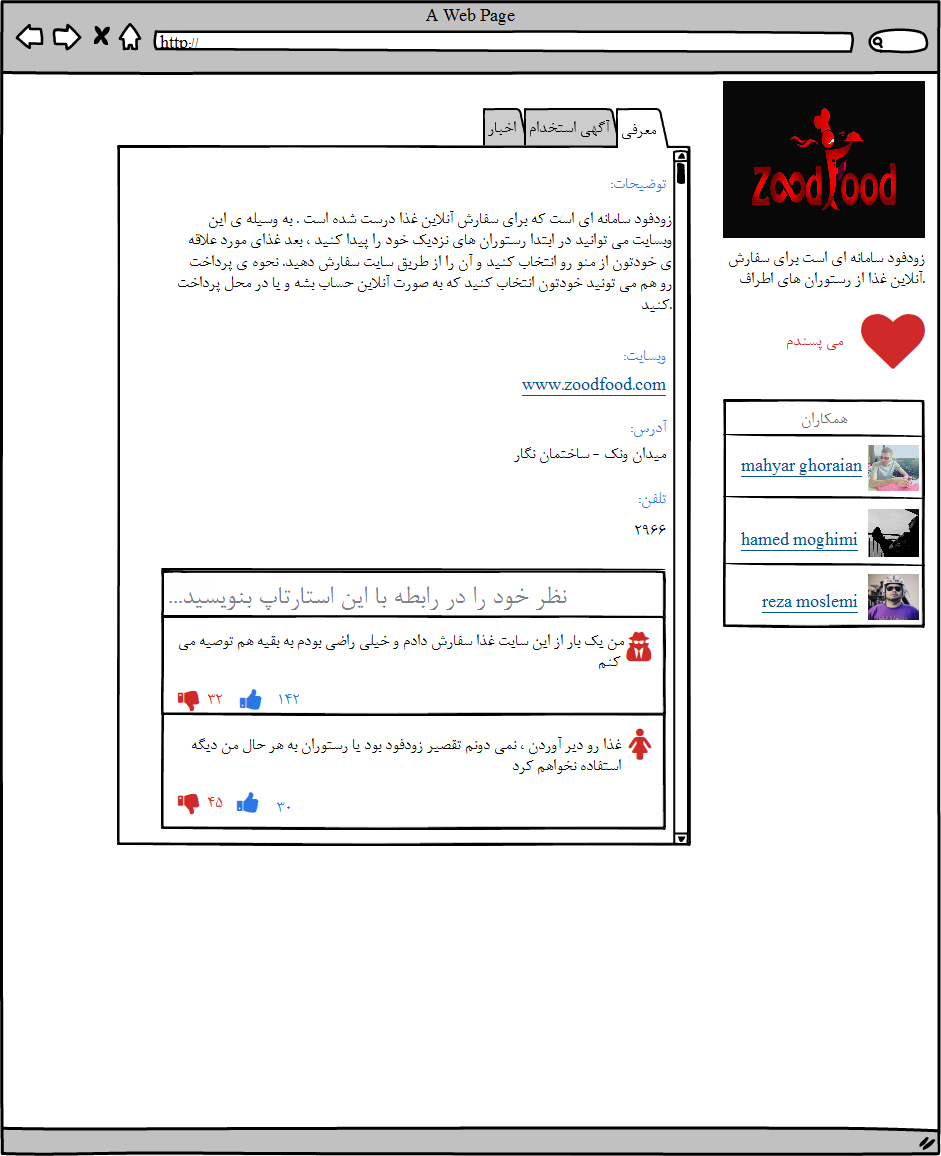 A Web Page
http://
ZoodFood
زودفود سامانه ای است برای سفارش
آنلاین غذا از رستوران های اطراف.
می پسندم
همکاران
mahyar ghoraian
hamed moghimi
reza moslemi
معرفی
آگهی استخدام
اخبار
توضیحات:
زودفود سامانه ای است که برای سفارش آنلاین غذا درست شده است . به وسیله ی این
وبسایت می توانید در ابتدا رستوران های نزدیک خود را پیدا کنید ، بعد غذای مورد علاقه
ی خودتون از منو رو انتخاب کنید و آن را از طریق سایت سفارش دهید. نحوه ی پرداخت
رو هم می تونید خودتون انتخاب کنید که به صورت آنلاین حساب بشه و یا در محل پرداخت
کنید.
وبسایت:
www.zoodfood.com
آدرس:
میدان ونک - ساختمان نگار
تلفن:
۲۹۶۶
نظر خود را در رابطه با این استارتاپ بنویسید...
من یک بار از این سایت غذا سفارش دادم و خیلی راضی بودم به بقیه هم توصیه می
کنم
۱۴۲
۳۲
غذا رو دیر آوردن ، نمی دونم تقصیر زودفود بود یا رستوران به هر حال من دیگه
استفاده نخواهم کرد
۳۰
۴۵